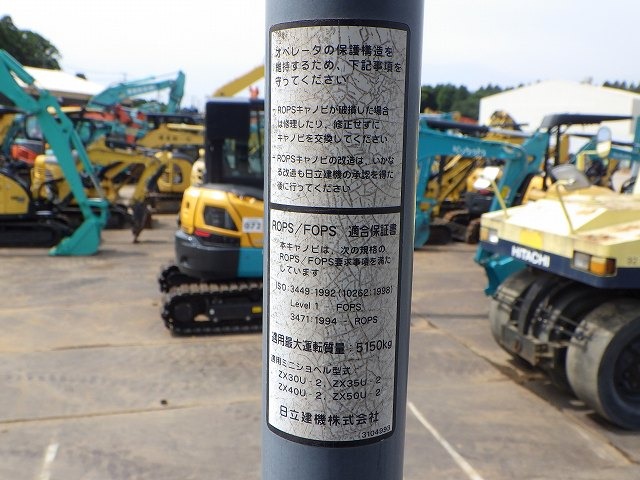 オペレータの保護構造を
維持するため、下記事項を
守ってください
- ROPSキャノピが破損した場合
は修理したり、修正せずに
キャノピを交換してください
- ROPSキャノピの改造は、いかな
る改造も日立建機の承認を得た
後に行ってください
ROPS/FOPS 適合保証書
本キャノピは、次の規格の
ROPS/FOPS要求事項を満た
しています
ISO:3449:1992(10262:1998)
Level 1 - FOPS
3471:1994 - ROPS
適用最大運転質量:5150kg
適用ミニショベル型式:
ZX30U-2、ZX35U-2
ZX40U-2、ZX50U-2
日立建機株式会社
072
Kubota
HITACHI